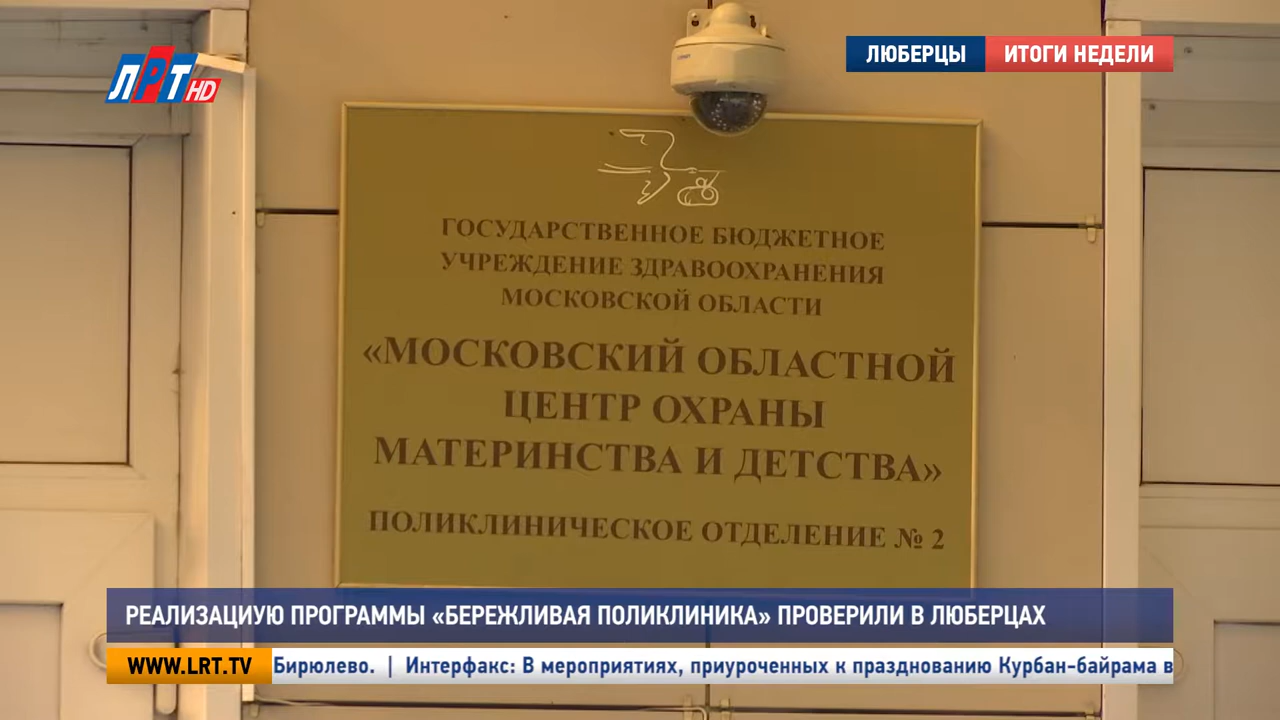 ЛРТ HD
ЛЮБЕРЦЫ ИТОГИ НЕДЕЛИ
ГОСУДАРСТВЕННОЕ БЮДЖЕТНОЕ
УЧРЕЖДЕНИЕ ЗДРАВООХРАНЕНИЯ
МОСКОВСКОЙ ОБЛАСТИ
«МОСКОВСКИЙ ОБЛАСТНОЙ
ЦЕНТР ОХРАНЫ
МАТЕРИНСТВА И ДЕТСТВА»
ПОЛИКЛИНИЧЕСКОЕ ОТДЕЛЕНИЕ № 2
РЕАЛИЗАЦИУЮ ПРОГРАММЫ «БЕРЕЖЛИВАЯ ПОЛИКЛИНИКА» ПРОВЕРИЛИ В ЛЮБЕРЦАХ
WWW.LRT.TV Бирюлево. | Интерфакс: В мероприятиях, приуроченных к празднованию Курбан-байрама в